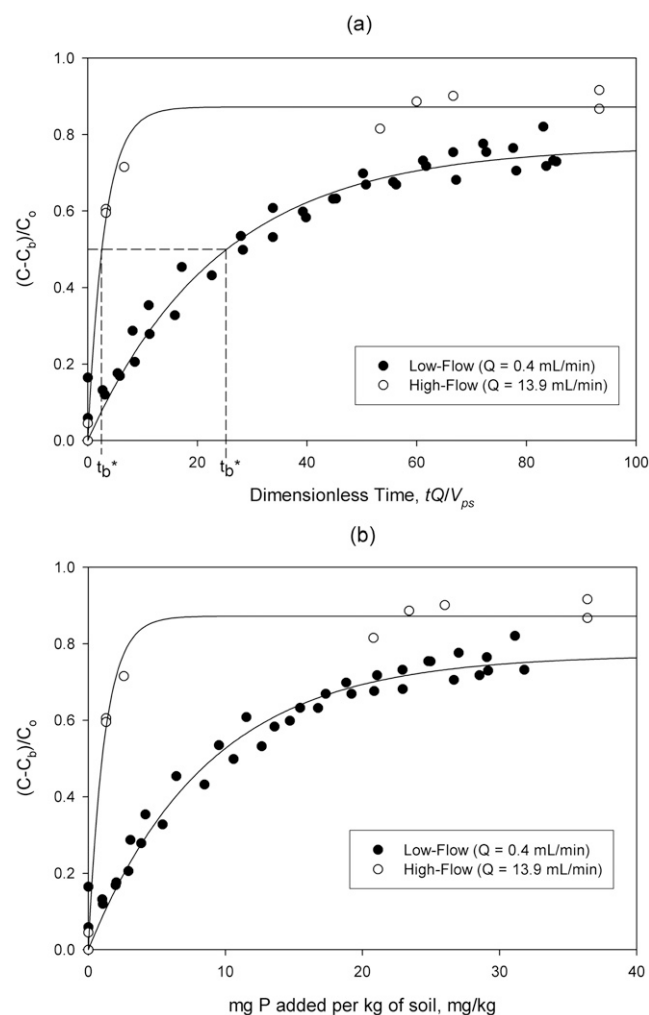 (a)
1.0
0.8
0.6
0.4
0.2
0.0
(C-C_b)/C_o
Low-Flow (Q = 0.4 mL/min)
High-Flow (Q = 13.9 mL/min)
0 20 40 60 80 100
t_b* t_b*
Dimensionless Time, tQ/V_ps
(b)
1.0
0.8
0.6
0.4
0.2
0.0
(C-C_b)/C_o
Low-Flow (Q = 0.4 mL/min)
High-Flow (Q = 13.9 mL/min)
0 10 20 30 40
mg P added per kg of soil, mg/kg